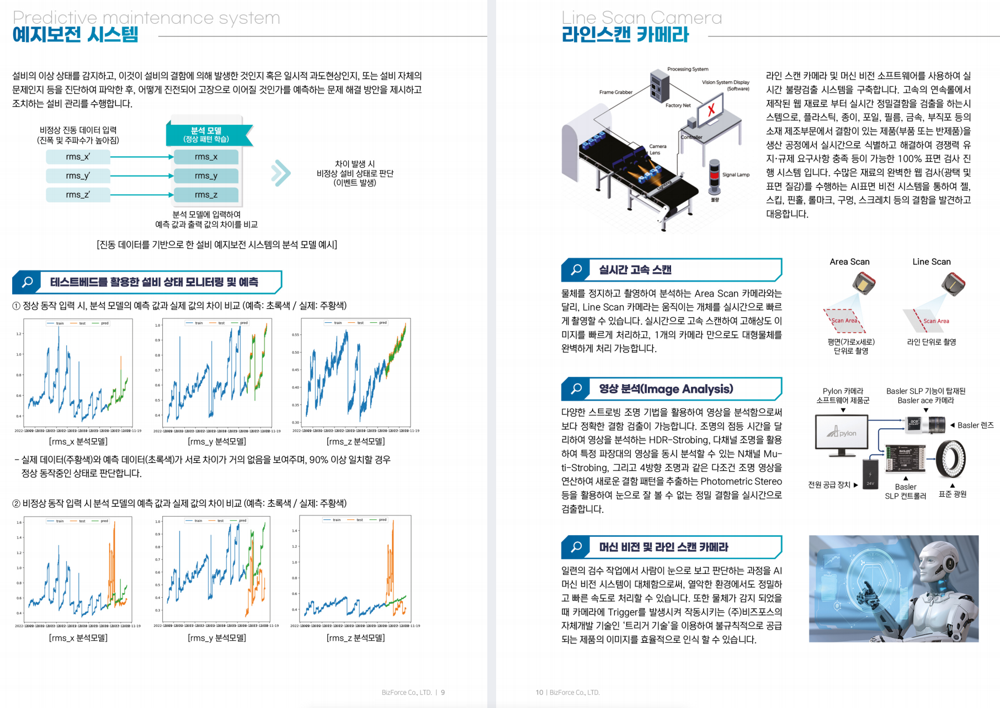 Predictive maintenance system
예지보전 시스템
설비의 이상 상태를 감지하고, 이것이 설비의 결함에 의해 발생한 것인지 혹은 일시적 과도현상인지, 또는 설비 자체의
문제인지 등을 진단하여 파악한 후, 어떻게 진전되어 고장으로 이어질 것인가를 예측하는 문제 해결 방안을 제시하고
조치하는 설비 관리를 수행합니다.
비정상 진동 데이터 입력
(진폭 및 주파수가 높아짐)
rms_x′
rms_y′
rms_z′
분석 모델
(정상 패턴 학습)
rms_x
rms_y
rms_z
분석 모델에 입력하여
예측 값과 출력 값의 차이를 비교
차이 발생 시
비정상 설비 상태로 판단
(이벤트 발생)
[진동 데이터를 기반으로 한 설비 예지보전 시스템의 분석 모델 예시]
테스트베드를 활용한 설비 상태 모니터링 및 예측
① 정상 동작 입력 시, 분석 모델의 예측 값과 실제 값의 차이 비교 (예측: 초록색 / 실제: 주황색)
train test pred
1.2
1.0
0.8
0.6
0.4
[rms_x 분석모델]
train test pred
1.0
0.9
0.8
0.7
0.6
0.5
0.4
[rms_y 분석모델]
train test pred
0.55
0.50
0.45
0.40
0.35
0.30
[rms_z 분석모델]
- 실제 데이터(주황색)와 예측 데이터(초록색)가 서로 차이가 거의 없음을 보여주며, 90% 이상 일치할 경우
정상 동작중인 상태로 판단합니다.
② 비정상 동작 입력 시 분석 모델의 예측 값과 실제 값의 차이 비교 (예측: 초록색 / 실제: 주황색)
train test pred
1.6
1.4
1.2
1.0
0.8
0.6
0.4
[rms_x 분석모델]
train test pred
1.0
0.9
0.8
0.7
0.6
0.5
0.4
0.3
[rms_y 분석모델]
train test pred
1.4
1.2
1.0
0.8
0.6
0.4
[rms_z 분석모델]
BizForce Co., LTD. | 9
Line Scan Camera
라인스캔 카메라
Processing System
Vision System Display
(Software)
Frame Grabber
Factory Net
Controller
Camera
Lens
Lighting
Signal Lamp
불량
라인 스캔 카메라 및 머신 비전 소프트웨어를 사용하여 실
시간 불량검출 시스템을 구축합니다. 고속의 연속롤에서
제작된 웹 재료로 부터 실시간 정밀결함을 검출을 하는시
스템으로, 플라스틱, 종이, 포일, 필름, 금속, 부직포 등의
소재 제조부문에서 결함이 있는 제품(부품 또는 반제품)을
생산 공정에서 실시간으로 식별하고 해결하여 경쟁력 유
지·규제 요구사항 충족 등이 가능한 100% 표면 검사 진
행 시스템 입니다. 수많은 재료의 완벽한 웹 검사(광택 및
표면 질감)를 수행하는 AI표면 비전 시스템을 통하여 젤,
스킵, 핀홀, 롤마크, 구멍, 스크레치 등의 결함을 발견하고
대응합니다.
실시간 고속 스캔
물체를 정지하고 촬영하여 분석하는 Area Scan 카메라와는
달리, Line Scan 카메라는 움직이는 개체를 실시간으로 빠르
게 촬영할 수 있습니다. 실시간으로 고속 스캔하여 고해상도 이
미지를 빠르게 처리하고, 1개의 카메라 만으로도 대형물체를
완벽하게 처리 가능합니다.
Area Scan
Scan Area
평면(가로x세로)
단위로 촬영
Line Scan
Scan Area
라인 단위로 촬영
영상 분석(Image Analysis)
다양한 스트로빙 조명 기법을 활용하여 영상을 분석함으로써
보다 정확한 결함 검출이 가능합니다. 조명의 점등 시간을 달
리하여 영상을 분석하는 HDR-Strobing, 다채널 조명을 활용
하여 특정 파장대의 영상을 동시 분석할 수 있는 N채널 Mu-
ti-Strobing, 그리고 4방향 조명과 같은 다조건 조명 영상을
연산하여 새로운 결함 패턴을 추출하는 Photometric Stereo
등을 활용하여 눈으로 잘 볼 수 없는 정밀 결함을 실시간으로
검출합니다.
Pylon 카메라
소프트웨어 제품군
Basler SLP 기능이 탑재된
Basler ace 카메라
pylon
ace
BASLER
◀ Basler 렌즈
BASLER
24V
전원 공급 장치 ▶
Basler
SLP 컨트롤러
표준 광원
머신 비전 및 라인 스캔 카메라
일련의 검수 작업에서 사람이 눈으로 보고 판단하는 과정을 AI
머신 비전 시스템이 대체함으로써, 열악한 환경에서도 정밀하
고 빠른 속도로 처리할 수 있습니다. 또한 물체가 감지 되었을
때 카메라에 Trigger를 발생시켜 작동시키는 (주)비즈포스의
자체개발 기술인 ‘트리거 기술’을 이용하여 불규칙적으로 공급
되는 제품의 이미지를 효율적으로 인식 할 수 있습니다.
10 | BizForce Co., LTD.